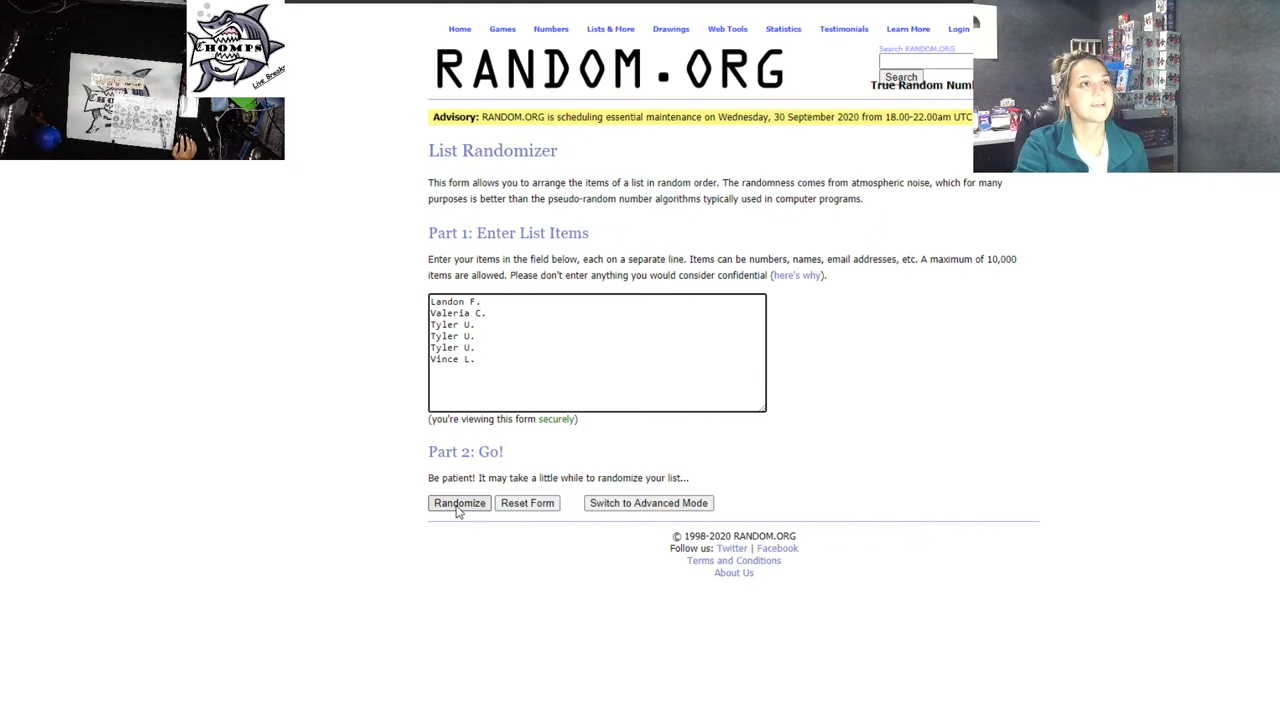 CHOMPS
Live Breaks
Home Games Numbers Lists & More Drawings Web Tools Statistics Testimonials Learn More Login
RANDOM.ORG
Search RANDOM.ORG
Search
True Random Num
Advisory: RANDOM.ORG is scheduling essential maintenance on Wednesday, 30 September 2020 from 18.00-22.00am UTC
List Randomizer
This form allows you to arrange the items of a list in random order. The randomness comes from atmospheric noise, which for many
purposes is better than the pseudo-random number algorithms typically used in computer programs.
Part 1: Enter List Items
Enter your items in the field below, each on a separate line. Items can be numbers, names, email addresses, etc. A maximum of 10,000
items are allowed. Please don't enter anything you would consider confidential (here's why).
Landon F.
Valeria C.
Tyler U.
Tyler U.
Tyler U.
Vince L.
(you're viewing this form securely)
Part 2: Go!
Be patient! It may take a little while to randomize your list...
Randomize Reset Form Switch to Advanced Mode
© 1998-2020 RANDOM.ORG
Follow us: Twitter | Facebook
Terms and Conditions
About Us